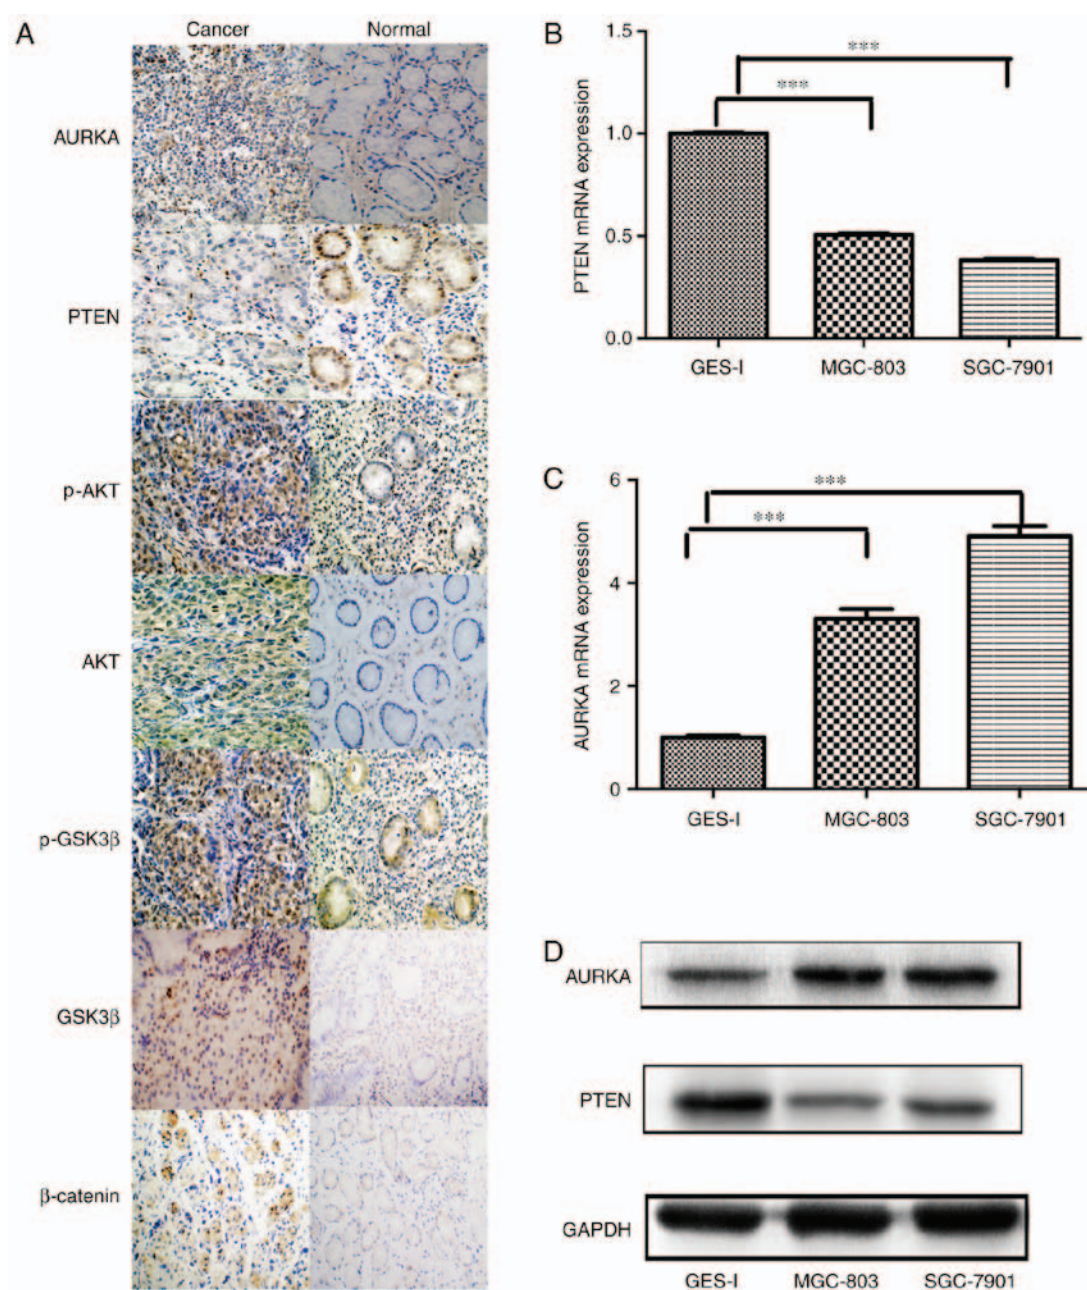 A
Cancer Normal
AURKA
PTEN
p-AKT
AKT
p-GSK3β
GSK3β
β-catenin
B
PTEN mRNA expression
1.5
1.0
0.5
0.0
***
***
GES-I MGC-803 SGC-7901
C
AURKA mRNA expression
6
4
2
0
***
***
GES-I MGC-803 SGC-7901
D
AURKA
PTEN
GAPDH
GES-I MGC-803 SGC-7901